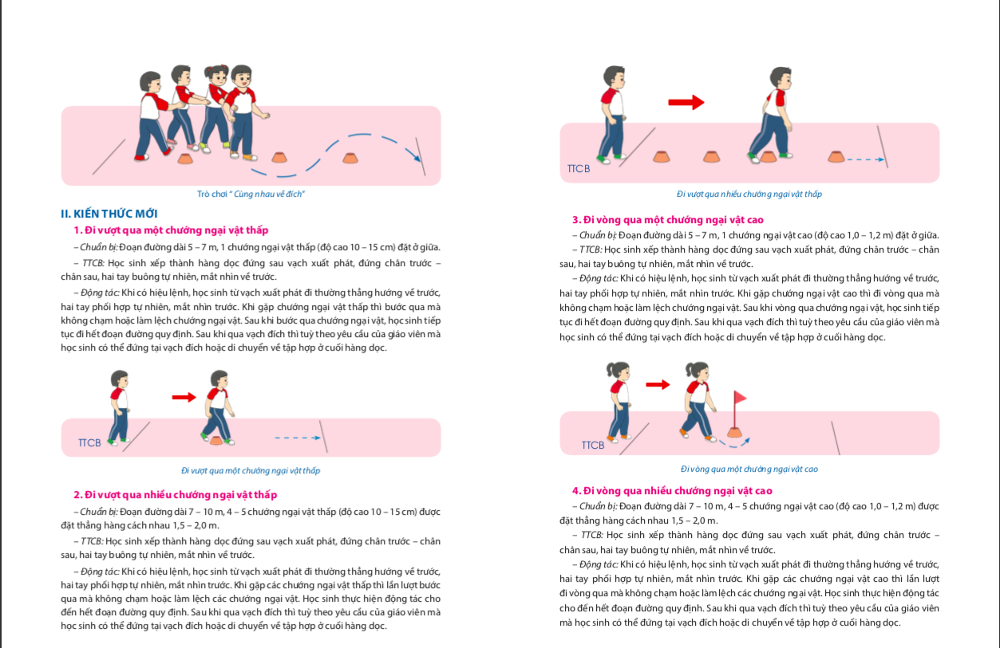 Trò chơi “ Cùng nhau về đích”
II. KIẾN THỨC MỚI
1. Đi vượt qua một chướng ngại vật thấp
– Chuẩn bị: Đoạn đường dài 5 – 7 m, 1 chướng ngại vật thấp (độ cao 10 – 15 cm) đặt ở giữa.
– TTCB: Học sinh xếp thành hàng dọc đứng sau vạch xuất phát, đứng chân trước –
chân sau, hai tay buông tự nhiên, mắt nhìn về trước.
– Động tác: Khi có hiệu lệnh, học sinh từ vạch xuất phát đi thường thẳng hướng về trước,
hai tay phối hợp tự nhiên, mắt nhìn trước. Khi gặp chướng ngại vật thấp thì bước qua mà
không chạm hoặc làm lệch chướng ngại vật. Sau khi bước qua chướng ngại vật, học sinh tiếp
tục đi hết đoạn đường quy định. Sau khi qua vạch đích thì tuỳ theo yêu cầu của giáo viên mà
học sinh có thể đứng tại vạch đích hoặc di chuyển về tập hợp ở cuối hàng dọc.
TTCB
Đi vượt qua một chướng ngại vật thấp
2. Đi vượt qua nhiều chướng ngại vật thấp
– Chuẩn bị: Đoạn đường dài 7 – 10 m, 4 – 5 chướng ngại vật thấp (độ cao 10 – 15 cm) được
đặt thẳng hàng cách nhau 1,5 – 2,0 m.
– TTCB: Học sinh xếp thành hàng dọc đứng sau vạch xuất phát, đứng chân trước – chân
sau, hai tay buông tự nhiên, mắt nhìn về trước.
– Động tác: Khi có hiệu lệnh, học sinh từ vạch xuất phát đi thường thẳng hướng về trước,
hai tay phối hợp tự nhiên, mắt nhìn trước. Khi gặp các chướng ngại vật thấp thì lần lượt bước
qua mà không chạm hoặc làm lệch các chướng ngại vật. Học sinh thực hiện động tác cho
đến hết đoạn đường quy định. Sau khi qua vạch đích thì tuỳ theo yêu cầu của giáo viên mà
học sinh có thể đứng tại vạch đích hoặc di chuyển về tập hợp ở cuối hàng dọc.
TTCB
Đi vượt qua nhiều chướng ngại vật thấp
3. Đi vòng qua một chướng ngại vật cao
– Chuẩn bị: Đoạn đường dài 5 – 7 m, 1 chướng ngại vật cao (độ cao 1,0 – 1,2 m) đặt ở giữa.
– TTCB: Học sinh xếp thành hàng dọc đứng sau vạch xuất phát, đứng chân trước – chân
sau, hai tay buông tự nhiên, mắt nhìn về trước.
– Động tác: Khi có hiệu lệnh, học sinh từ vạch xuất phát đi thường thẳng hướng về trước,
hai tay phối hợp tự nhiên, mắt nhìn trước. Khi gặp chướng ngại vật cao thì đi vòng qua mà
không chạm hoặc làm lệch chướng ngại vật. Sau khi vòng qua chướng ngại vật, học sinh tiếp
tục đi hết đoạn đường quy định. Sau khi qua vạch đích thì tuỳ theo yêu cầu của giáo viên mà
học sinh có thể đứng tại vạch đích hoặc di chuyển về tập hợp ở cuối hàng dọc.
TTCB
Đi vòng qua một chướng ngại vật cao
4. Đi vòng qua nhiều chướng ngại vật cao
– Chuẩn bị: Đoạn đường dài 7 – 10 m, 4 – 5 chướng ngại vật cao (độ cao 1,0 – 1,2 m) được
đặt thẳng hàng cách nhau 1,5 – 2,0 m.
– TTCB: Học sinh xếp thành hàng dọc đứng sau vạch xuất phát, đứng chân trước –
chân sau, hai tay buông tự nhiên, mắt nhìn về trước.
– Động tác: Khi có hiệu lệnh, học sinh từ vạch xuất phát đi thường thẳng hướng về trước,
hai tay phối hợp tự nhiên, mắt nhìn trước. Khi gặp các chướng ngại vật cao thì lần lượt
đi vòng qua mà không chạm hoặc làm lệch các chướng ngại vật. Học sinh thực hiện động tác
cho đến hết đoạn đường quy định. Sau khi qua vạch đích thì tuỳ theo yêu cầu của giáo viên
mà học sinh có thể đứng tại vạch đích hoặc di chuyển về tập hợp ở cuối hàng dọc.